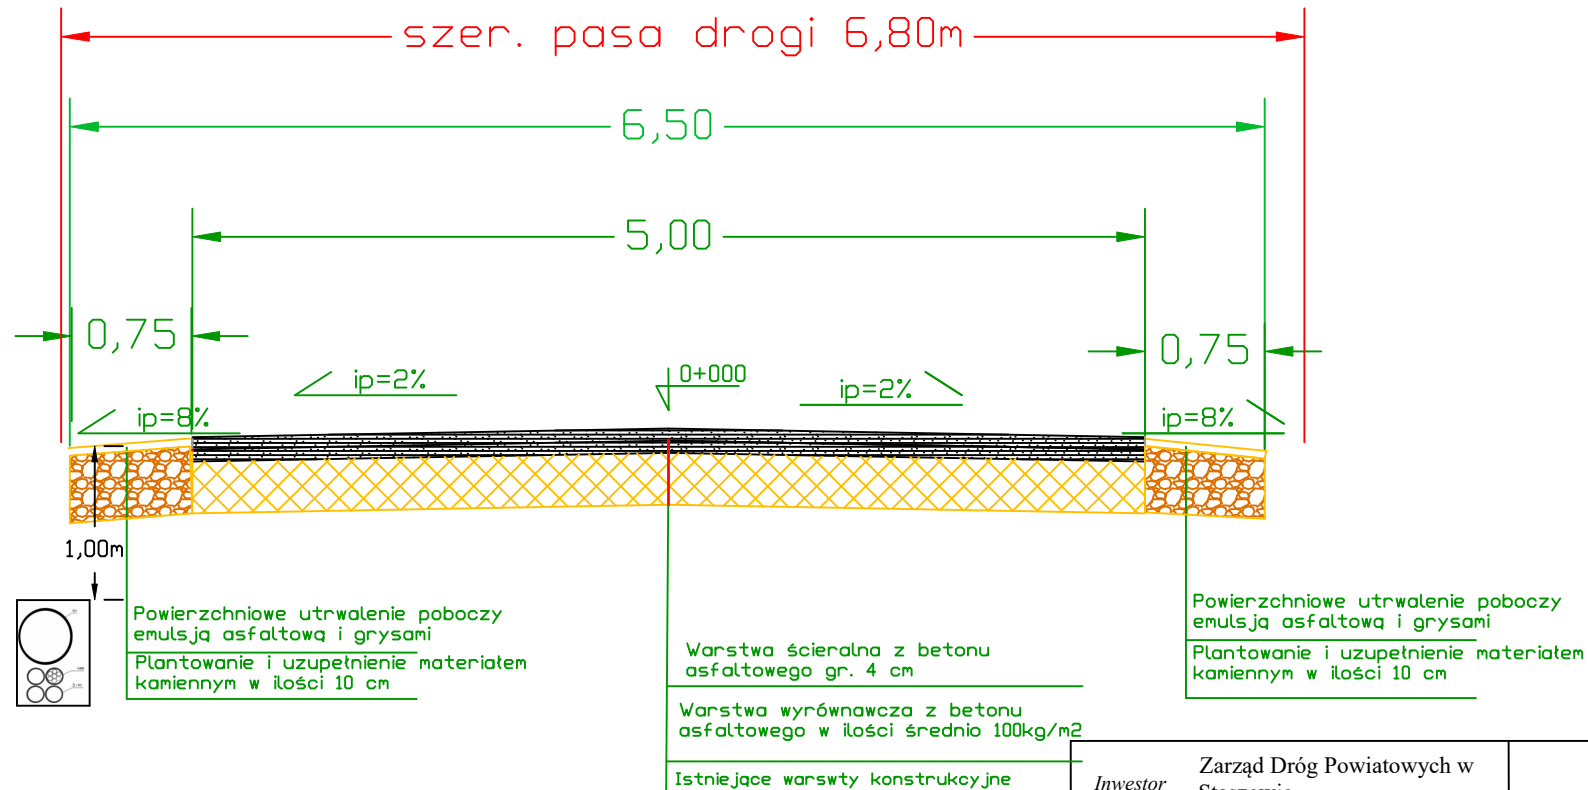 szer. pasa drogi 6,80m
6,50
5,00
0,75
0,75
ip=2%
0+000
ip=2%
ip=8%
ip=8%
1,00m
Powierzchniowe utrwalenie poboczy
emulsją asfaltową i grysami
Plantowanie i uzupełnienie materiałem
kamiennym w ilości 10 cm
Warstwa ścieralna z betonu
asfaltowego gr. 4 cm
Warstwa wyrównawcza z betonu
asfaltowego w ilości średnio 100kg/m2
Istniejące warswty konstrukcyjne
Powierzchniowe utrwalenie poboczy
emulsją asfaltową i grysami
Plantowanie i uzupełnienie materiałem
kamiennym w ilości 10 cm
Inwestor
Zarząd Dróg Powiatowych w